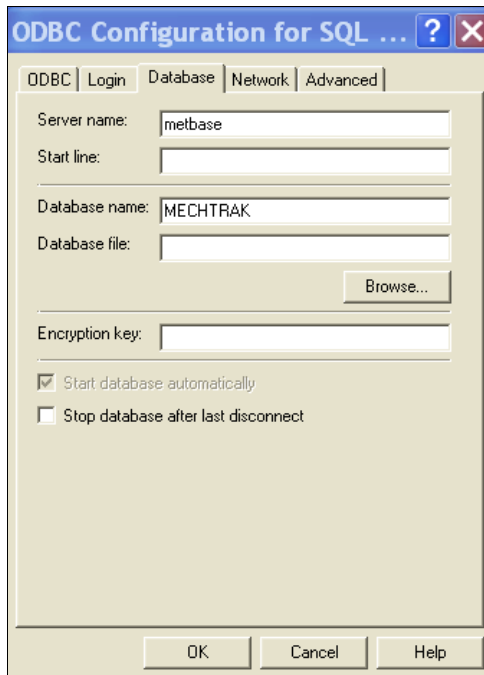 ODBC Configuration for SQL ... ?
ODBC Login Database Network Advanced
Server name: metbase
Start line:
Database name: MECHTRAK
Database file:
Browse...
Encryption key:
Start database automatically
Stop database after last disconnect
OK Cancel Help